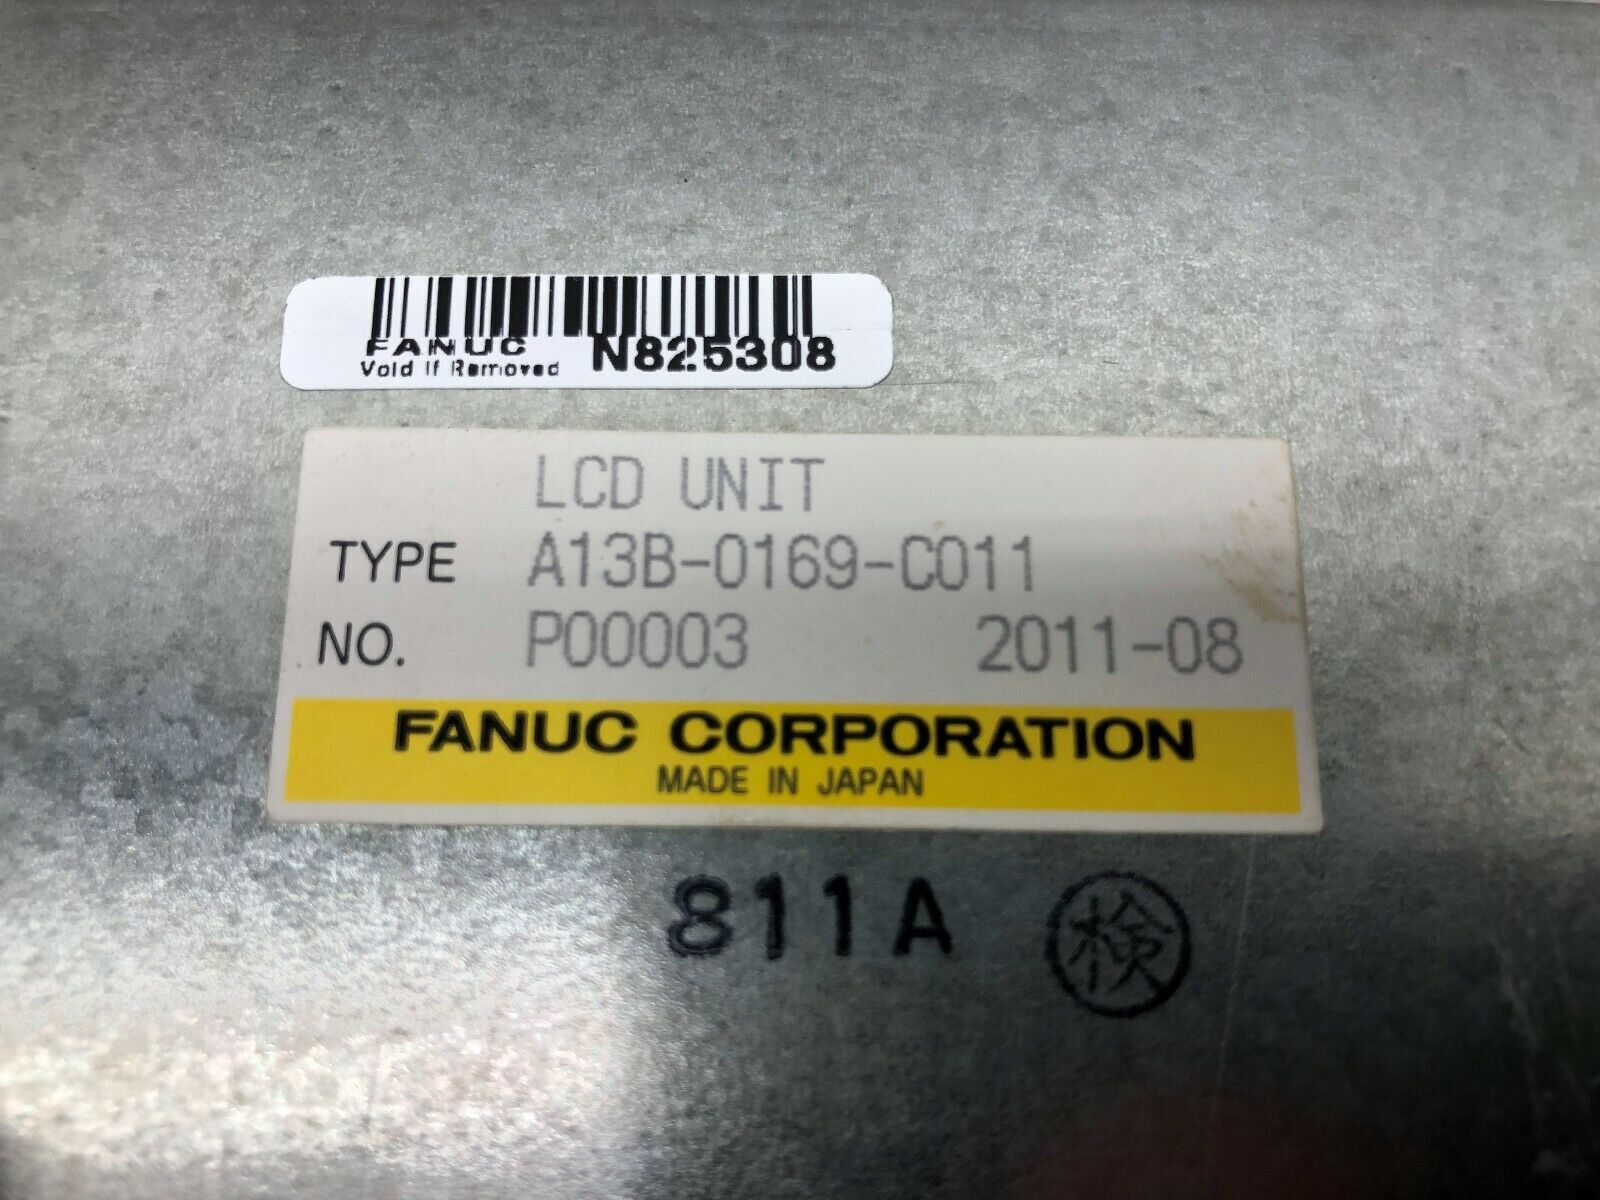 FANUC N825308
Void If Removed
LCD UNIT
TYPE A13B-0169-C011
NO. P00003 2011-08
FANUC CORPORATION
MADE IN JAPAN
811A 検